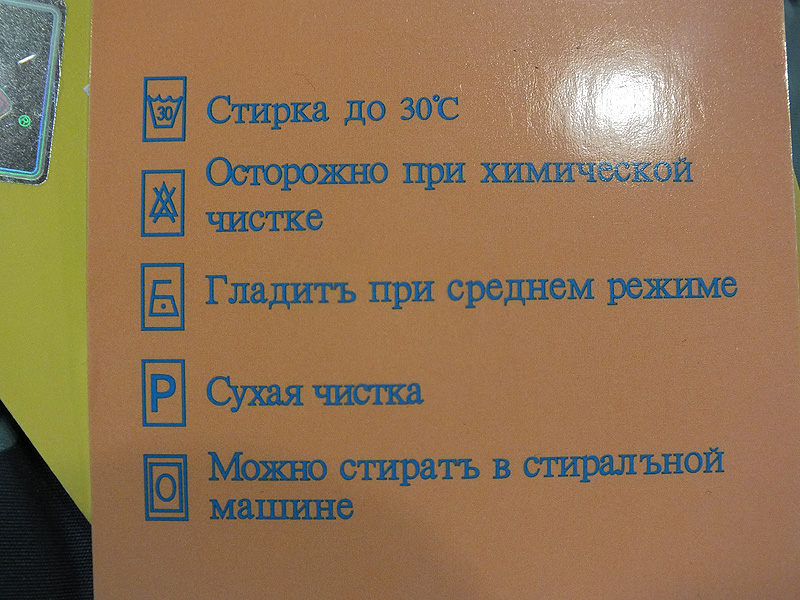 30
Стирка до 30℃
Осторожно при химической
чистке
Гладитъ при среднем режиме
P
Сухая чистка
Можно стиратъ в стиралъной
машине